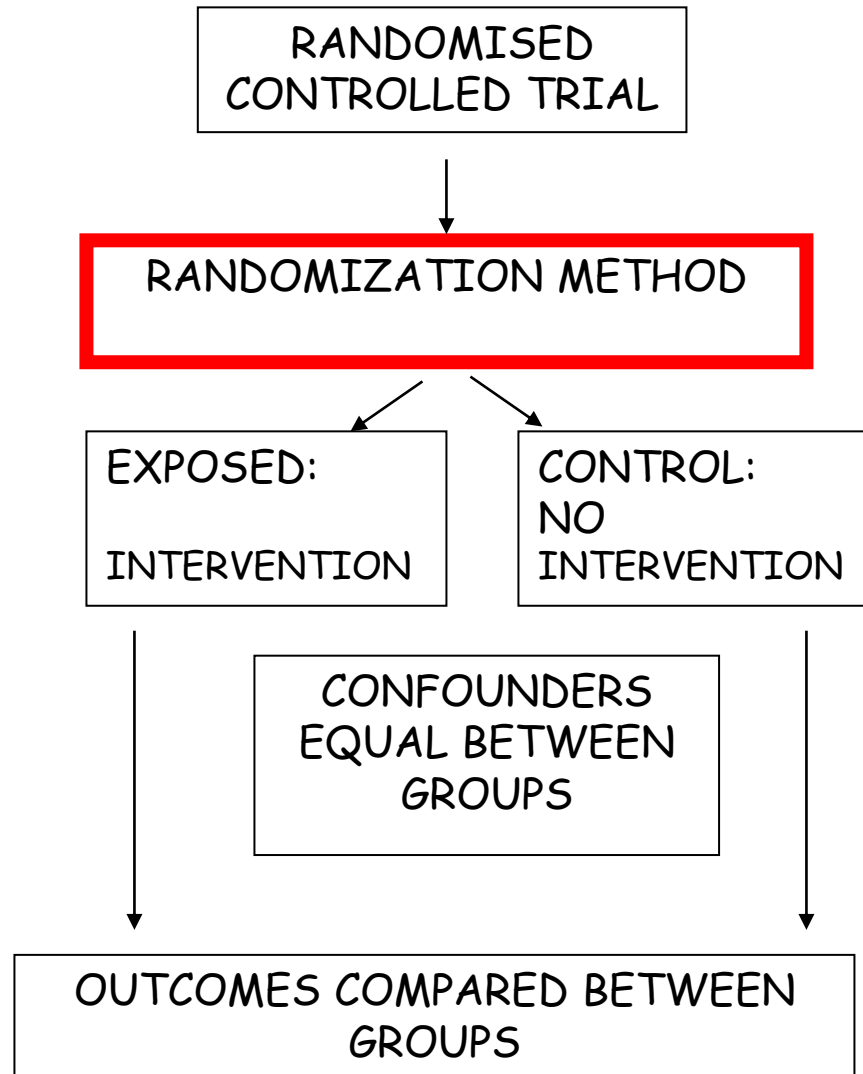 RANDOMISED
CONTROLLED TRIAL
RANDOMIZATION METHOD
EXPOSED:
INTERVENTION
CONTROL:
NO
INTERVENTION
CONFOUNDERS
EQUAL BETWEEN
GROUPS
OUTCOMES COMPARED BETWEEN
GROUPS